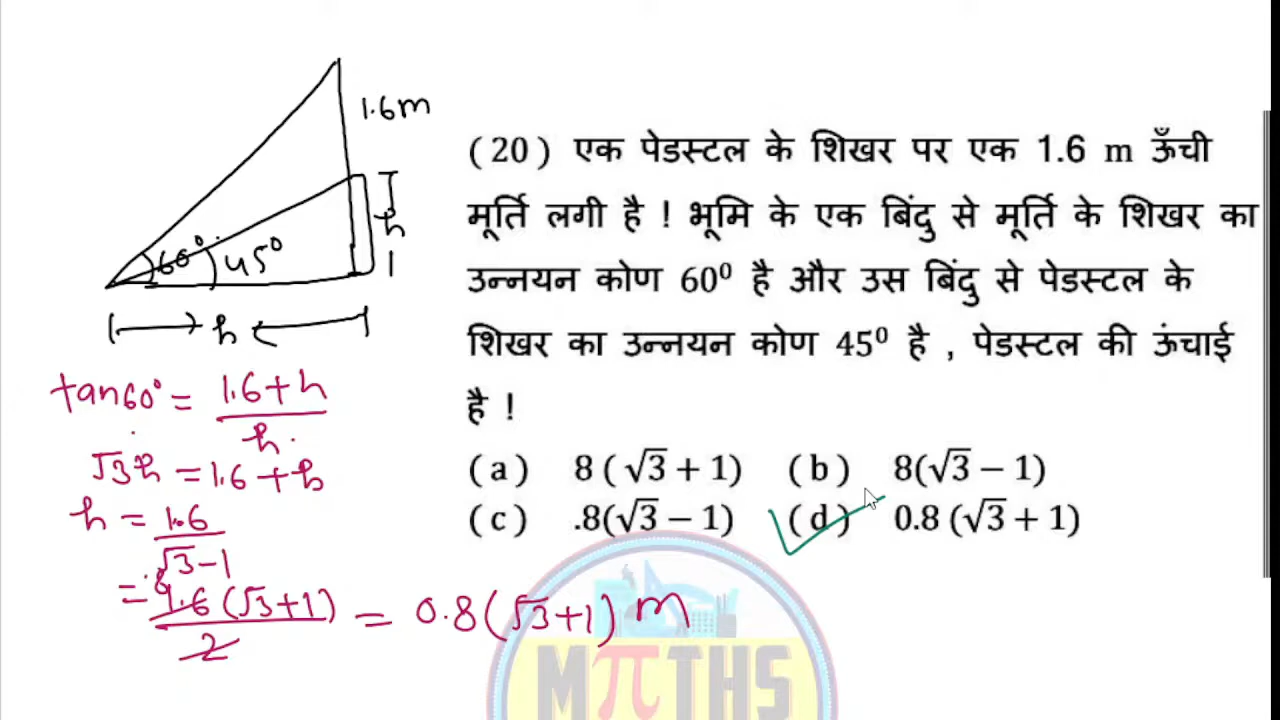 1.6m
h
60° 45°
h
tan60° = 1.6+h / h
√3h = 1.6+h
h = 1.6 / √3-1
= .8 1.6(√3+1) / 2 = 0.8(√3+1) m
(20) एक पेडस्टल के शिखर पर एक 1.6 m ऊँची
मूर्ति लगी है ! भूमि के एक बिंदु से मूर्ति के शिखर का
उन्नयन कोण 60⁰ है और उस बिंदु से पेडस्टल के
शिखर का उन्नयन कोण 45⁰ है , पेडस्टल की ऊंचाई
है !
(a) 8 (√3 + 1) (b) 8(√3 − 1)
(c) .8(√3 − 1) (d) 0.8 (√3 + 1)
MπTHS